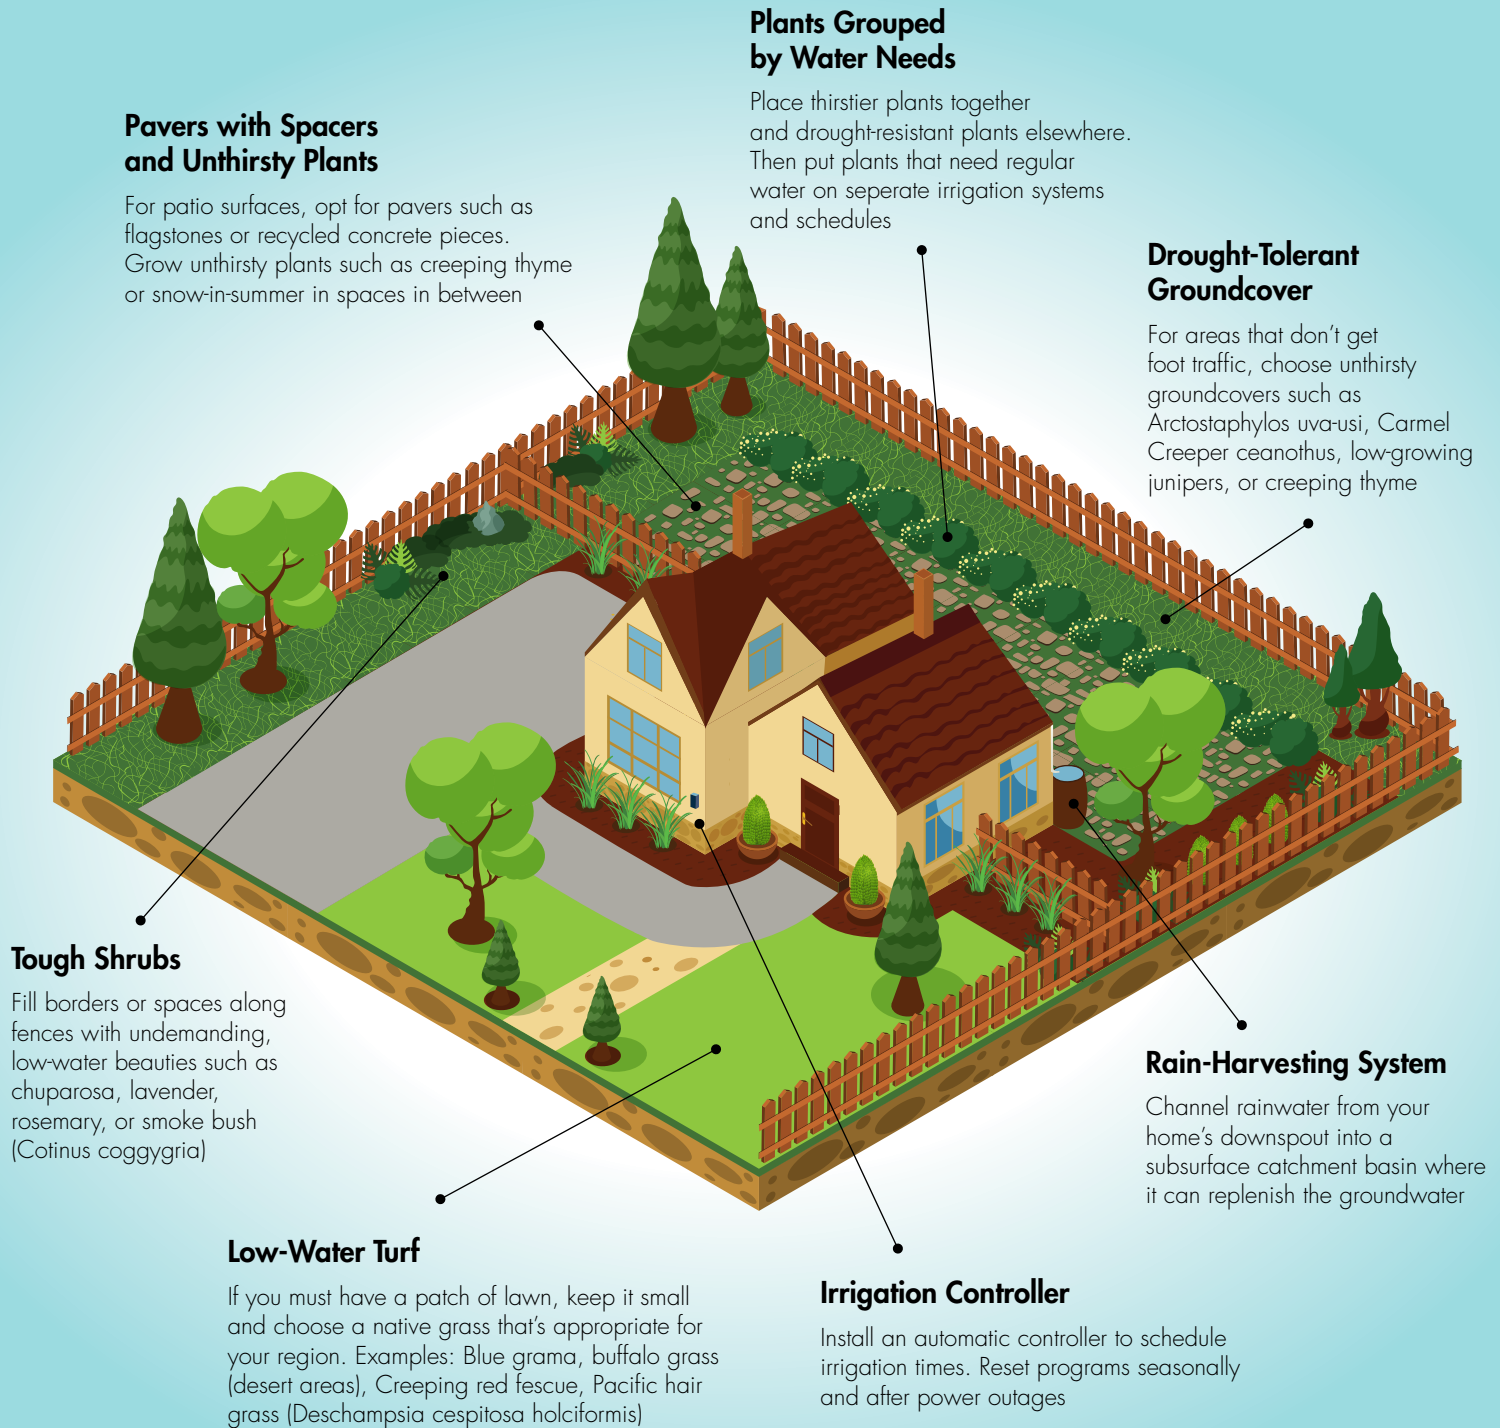 Plants Grouped
by Water Needs
Place thirstier plants together
and drought-resistant plants elsewhere.
Then put plants that need regular
water on seperate irrigation systems
and schedules
Pavers with Spacers
and Unthirsty Plants
For patio surfaces, opt for pavers such as
flagstones or recycled concrete pieces.
Grow unthirsty plants such as creeping thyme
or snow-in-summer in spaces in between
Drought-Tolerant
Groundcover
For areas that don't get
foot traffic, choose unthirsty
groundcovers such as
Arctostaphylos uva-usi, Carmel
Creeper ceanothus, low-growing
junipers, or creeping thyme
Tough Shrubs
Fill borders or spaces along
fences with undemanding,
low-water beauties such as
chuparosa, lavender,
rosemary, or smoke bush
(Cotinus coggygria)
Rain-Harvesting System
Channel rainwater from your
home's downspout into a
subsurface catchment basin where
it can replenish the groundwater
Low-Water Turf
If you must have a patch of lawn, keep it small
and choose a native grass that's appropriate for
your region. Examples: Blue grama, buffalo grass
(desert areas), Creeping red fescue, Pacific hair
grass (Deschampsia cespitosa holciformis)
Irrigation Controller
Install an automatic controller to schedule
irrigation times. Reset programs seasonally
and after power outages